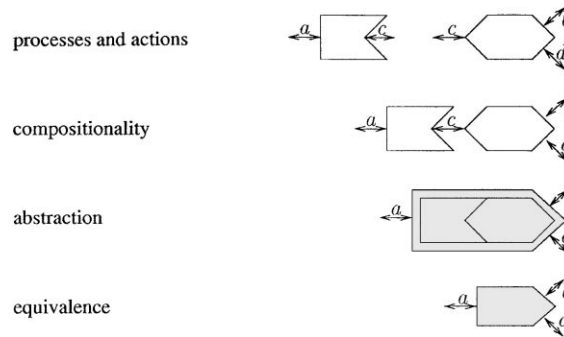 processes and actions a c c d
compositionality a c
abstraction a
equivalence a